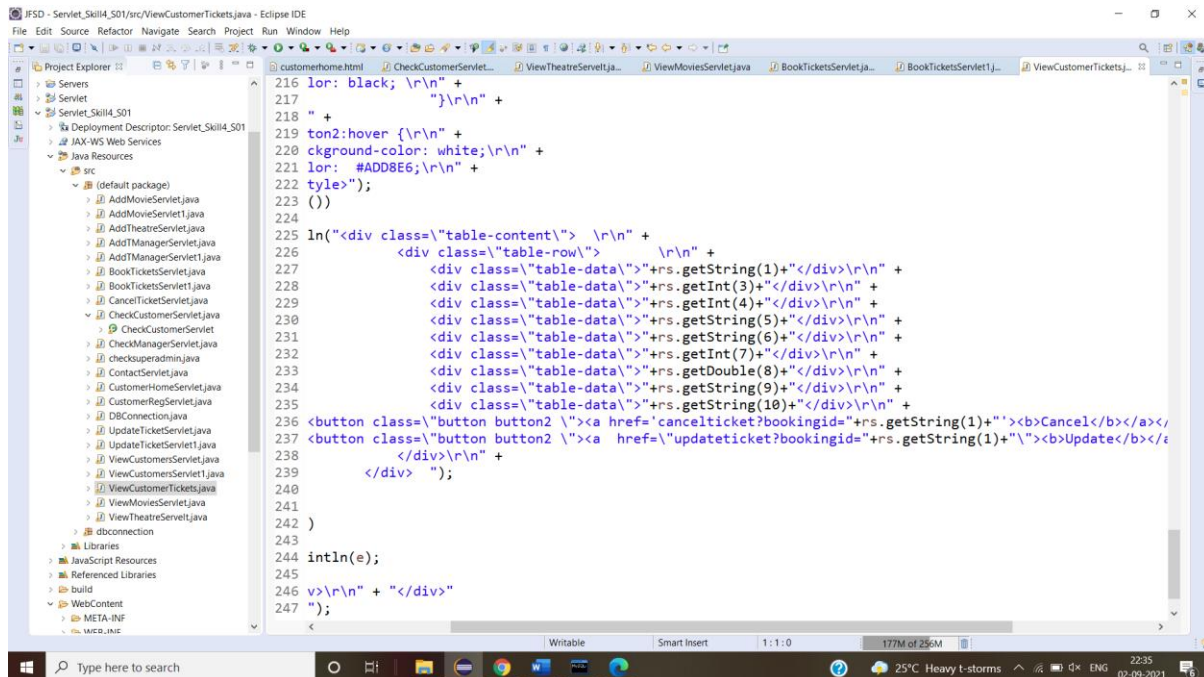 JFSD - Servlet_Skill4_S01/src/ViewCustomerTickets.java - Eclipse IDE
File Edit Source Refactor Navigate Search Project Run Window Help
Project Explorer
customerhome.html CheckCustomerServlet... ViewTheatreServelt.ja... ViewMoviesServlet.java BookTicketsServlet.ja... BookTicketsServlet1.j... ViewCustomerTickets.j...
Servers
Servlet
Servlet_Skill4_S01
Deployment Descriptor: Servlet_Skill4_S01
JAX-WS Web Services
Java Resources
src
(default package)
AddMovieServlet.java
AddMovieServlet1.java
AddTheatreServlet.java
AddTManagerServlet.java
AddTManagerServlet1.java
BookTicketsServlet.java
BookTicketsServlet1.java
CancelTicketServlet.java
CheckCustomerServlet.java
CheckCustomerServlet
CheckManagerServlet.java
checksuperadmin.java
ContactServlet.java
CustomerHomeServlet.java
CustomerRegServlet.java
DBConnection.java
UpdateTicketServlet.java
UpdateTicketServlet1.java
ViewCustomersServlet.java
ViewCustomersServlet1.java
ViewCustomerTickets.java
ViewMoviesServlet.java
ViewTheatreServelt.java
dbconnection
Libraries
JavaScript Resources
Referenced Libraries
build
WebContent
META-INF
WEB-INF
216 lor: black; \r\n" +
217 "}\r\n" +
218 " +
219 ton2:hover {\r\n" +
220 ckground-color: white;\r\n" +
221 lor: #ADD8E6;\r\n" +
222 tyle>");
223 ())
224
225 ln("<div class=\"table-content\"> \r\n" +
226 <div class=\"table-row\"> \r\n" +
227 <div class=\"table-data\">"+rs.getString(1)+"</div>\r\n" +
228 <div class=\"table-data\">"+rs.getInt(3)+"</div>\r\n" +
229 <div class=\"table-data\">"+rs.getInt(4)+"</div>\r\n" +
230 <div class=\"table-data\">"+rs.getString(5)+"</div>\r\n" +
231 <div class=\"table-data\">"+rs.getString(6)+"</div>\r\n" +
232 <div class=\"table-data\">"+rs.getInt(7)+"</div>\r\n" +
233 <div class=\"table-data\">"+rs.getDouble(8)+"</div>\r\n" +
234 <div class=\"table-data\">"+rs.getString(9)+"</div>\r\n" +
235 <div class=\"table-data\">"+rs.getString(10)+"</div>\r\n" +
236 <button class=\"button button2 \"><a href='cancelticket?bookingid="+rs.getString(1)+"'><b>Cancel</b></a></
237 <button class=\"button button2 \"><a href=\"updateticket?bookingid="+rs.getString(1)+"\"><b>Update</b></a
238 </div>\r\n" +
239 </div> ");
240
241
242 )
243
244 intln(e);
245
246 v>\r\n" + "</div>"
247 ");
Writable Smart Insert 1:1:0 177M of 256M
Type here to search
25°C Heavy t-storms ENG 22:35
02-09-2021